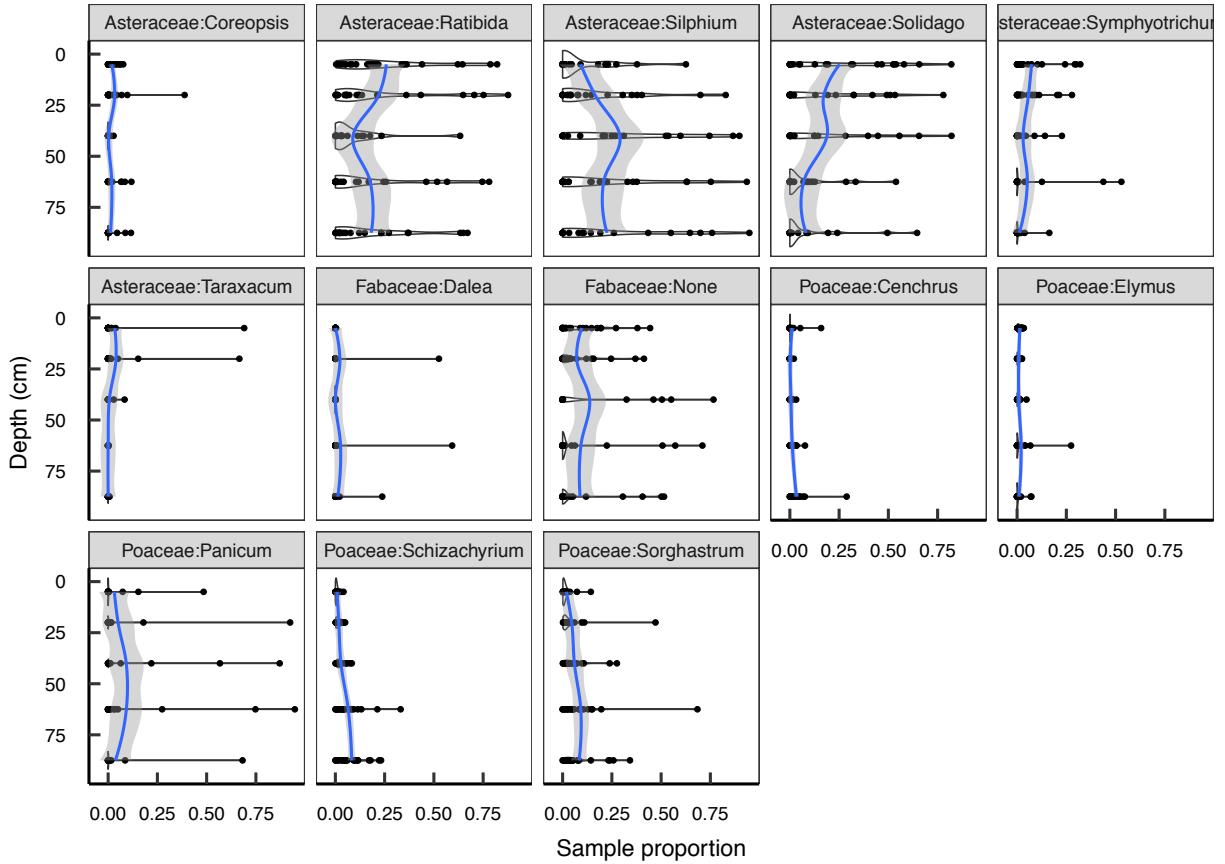 Asteraceae:Coreopsis Asteraceae:Ratibida Asteraceae:Silphium Asteraceae:Solidago steraceae:Symphyotrichu
0
25
50
75
Asteraceae:Taraxacum Fabaceae:Dalea Fabaceae:None Poaceae:Cenchrus Poaceae:Elymus
0
25
50
75
Depth (cm)
0.00 0.25 0.50 0.75 0.00 0.25 0.50 0.75
Poaceae:Panicum Poaceae:Schizachyrium Poaceae:Sorghastrum
0
25
50
75
0.00 0.25 0.50 0.75 0.00 0.25 0.50 0.75 0.00 0.25 0.50 0.75
Sample proportion